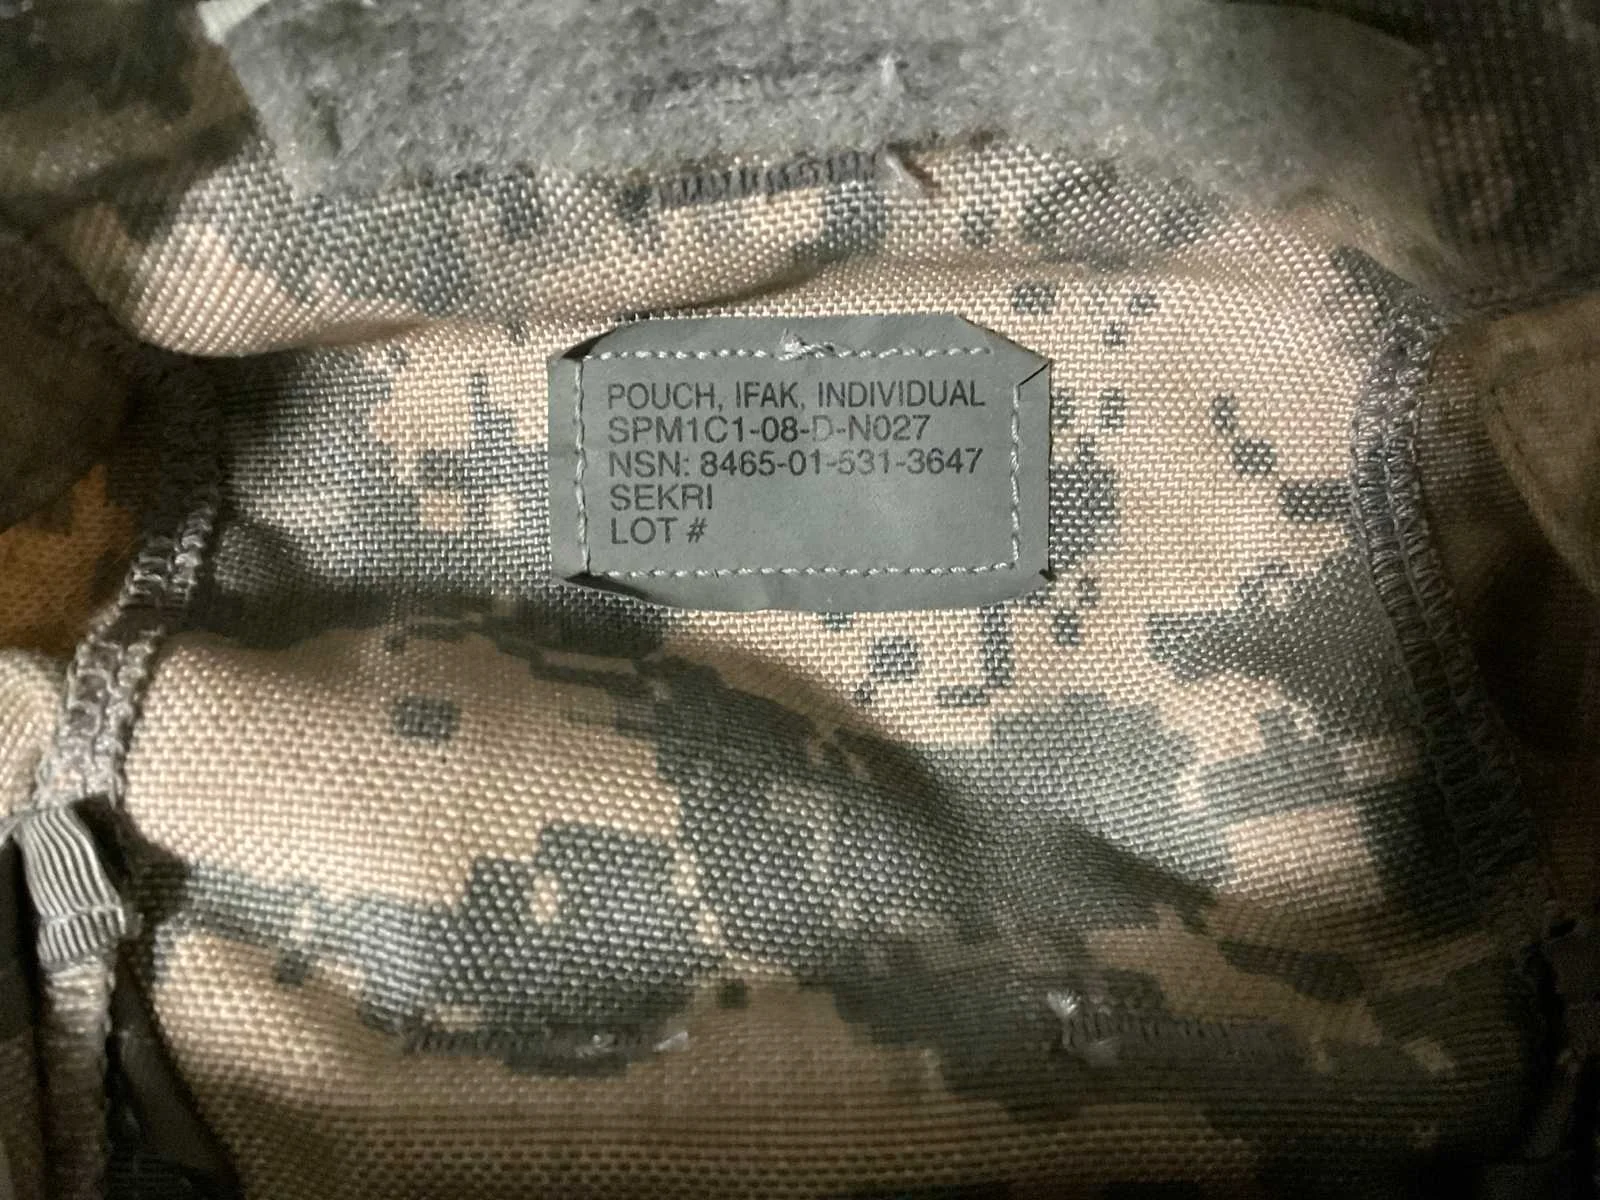 POUCH, IFAK, INDIVIDUAL
SPM1C1-08-D-N027
NSN: 8465-01-531-3647
SEKRI
LOT #